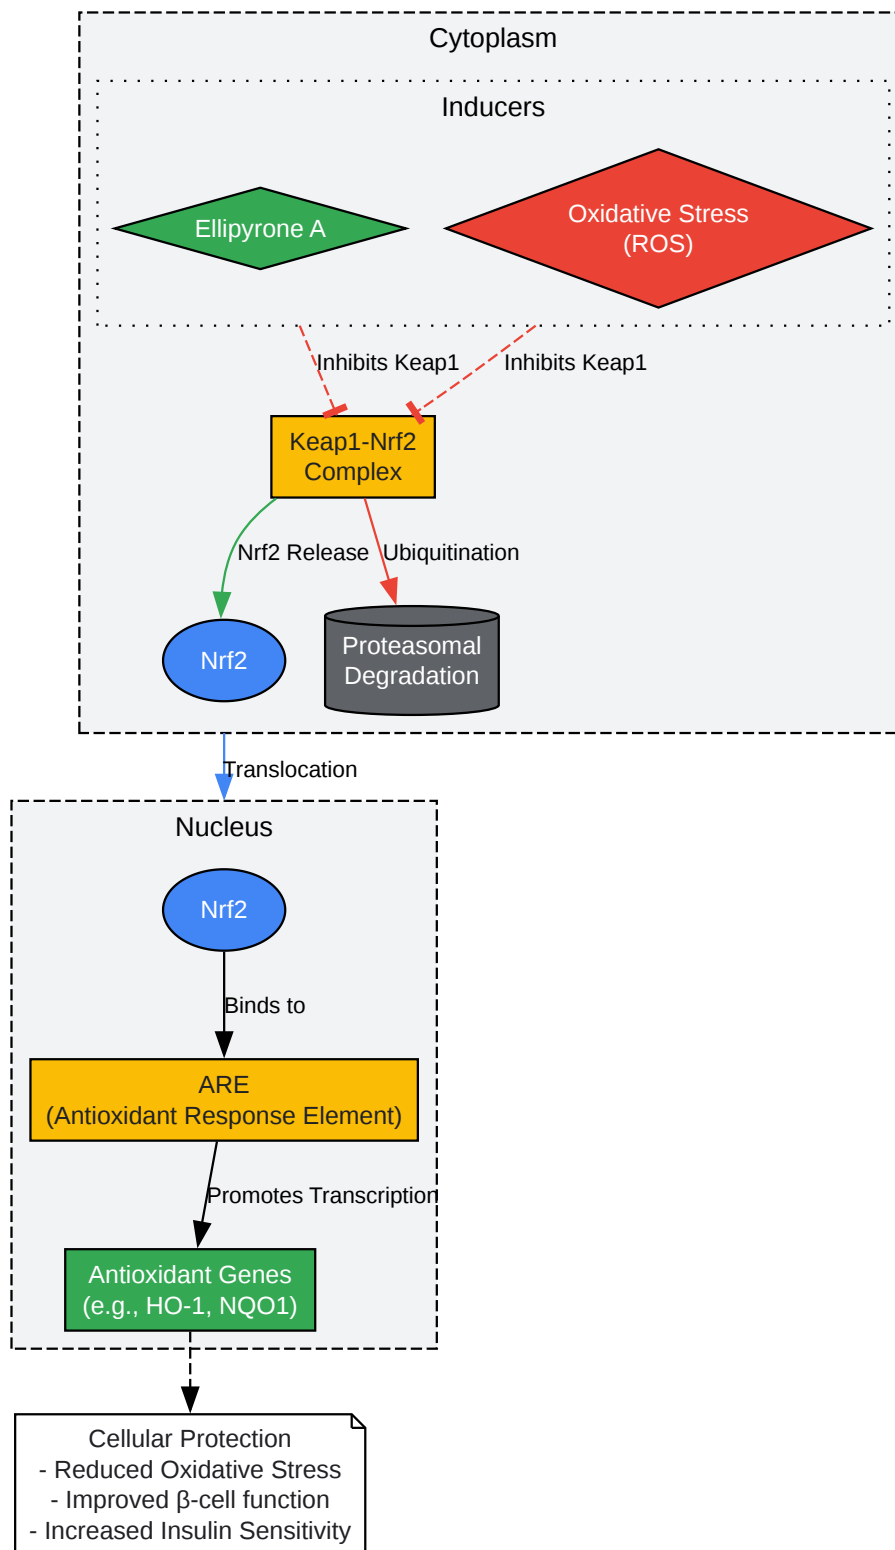 Cytoplasm
Inducers
Ellipyrone A
Oxidative Stress
(ROS)
Inhibits Keap1
Inhibits Keap1
Keap1-Nrf2
Complex
Nrf2 Release
Ubiquitination
Nrf2
Proteasomal
Degradation
Translocation
Nucleus
Nrf2
Binds to
ARE
(Antioxidant Response Element)
Promotes Transcription
Antioxidant Genes
(e.g., HO-1, NQO1)
Cellular Protection
- Reduced Oxidative Stress
- Improved β-cell function
- Increased Insulin Sensitivity